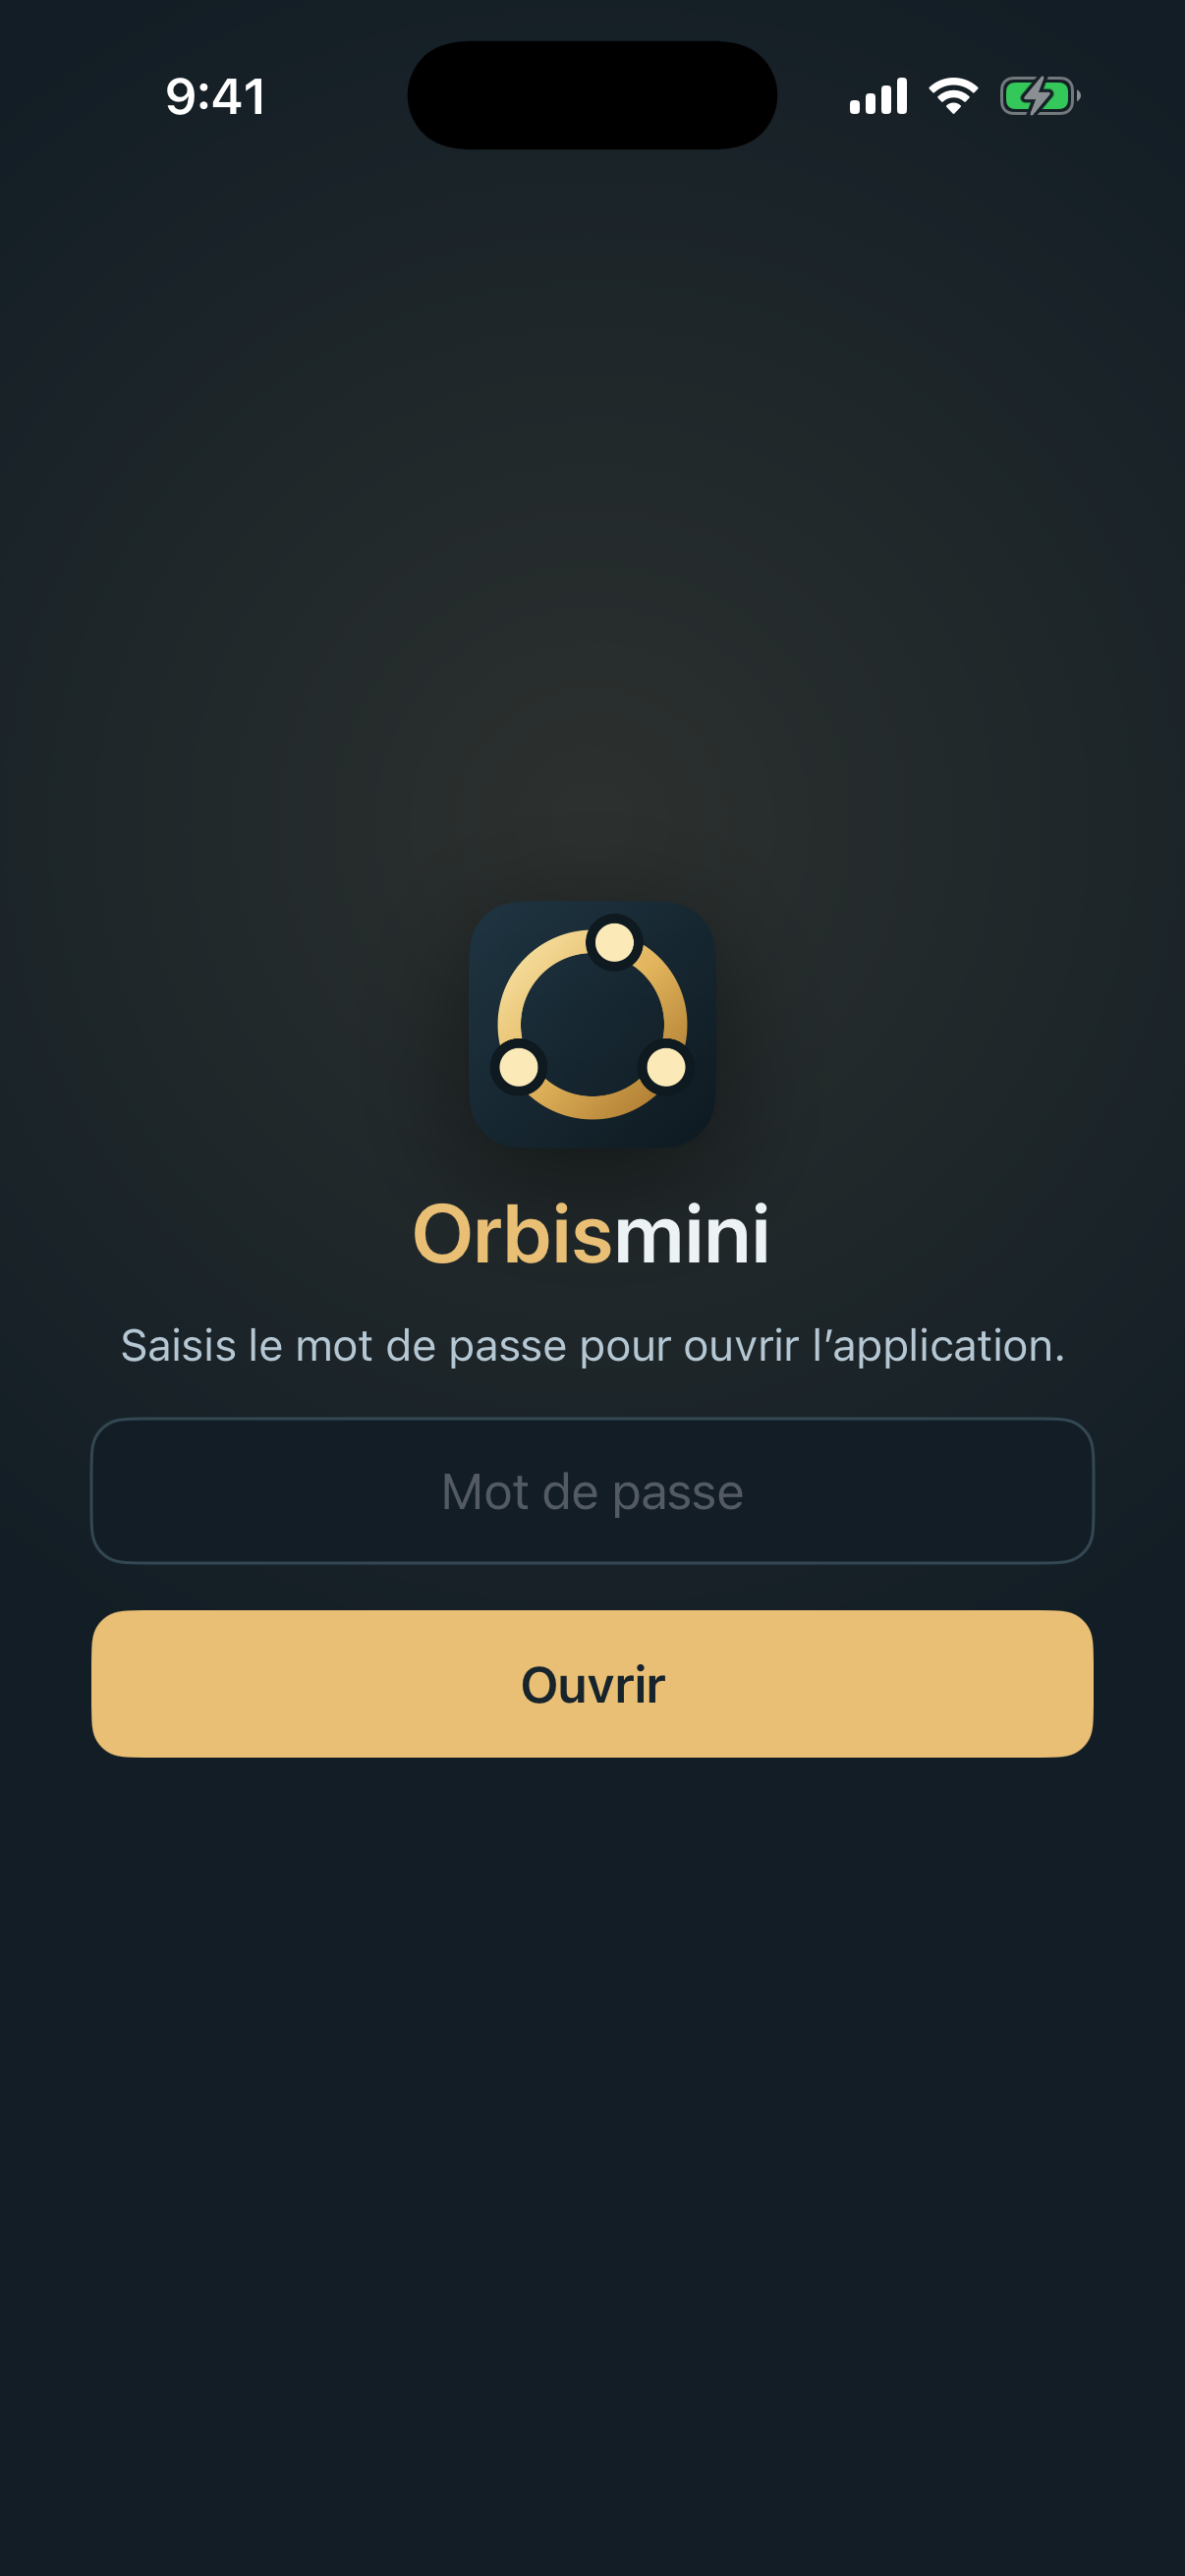 9:41
Orbismini
Saisis le mot de passe pour ouvrir l’application.
Mot de passe
Ouvrir